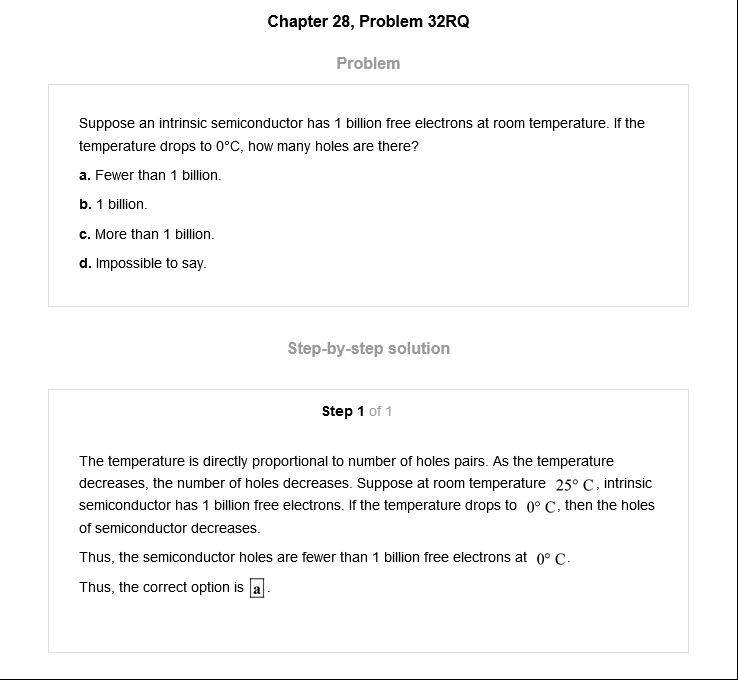 Chapter 28, Problem 32RQ
Problem
Suppose an intrinsic semiconductor has 1 billion free electrons at room temperature. If the
temperature drops to 0°C, how many holes are there?
a. Fewer than 1 billion.
b. 1 billion.
c. More than 1 billion.
d. Impossible to say.
Step-by-step solution
Step 1 of 1
The temperature is directly proportional to number of holes pairs. As the temperature
decreases, the number of holes decreases. Suppose at room temperature 25° C, intrinsic
semiconductor has 1 billion free electrons. If the temperature drops to 0° C, then the holes
of semiconductor decreases.
Thus, the semiconductor holes are fewer than 1 billion free electrons at 0° C.
Thus, the correct option is a.